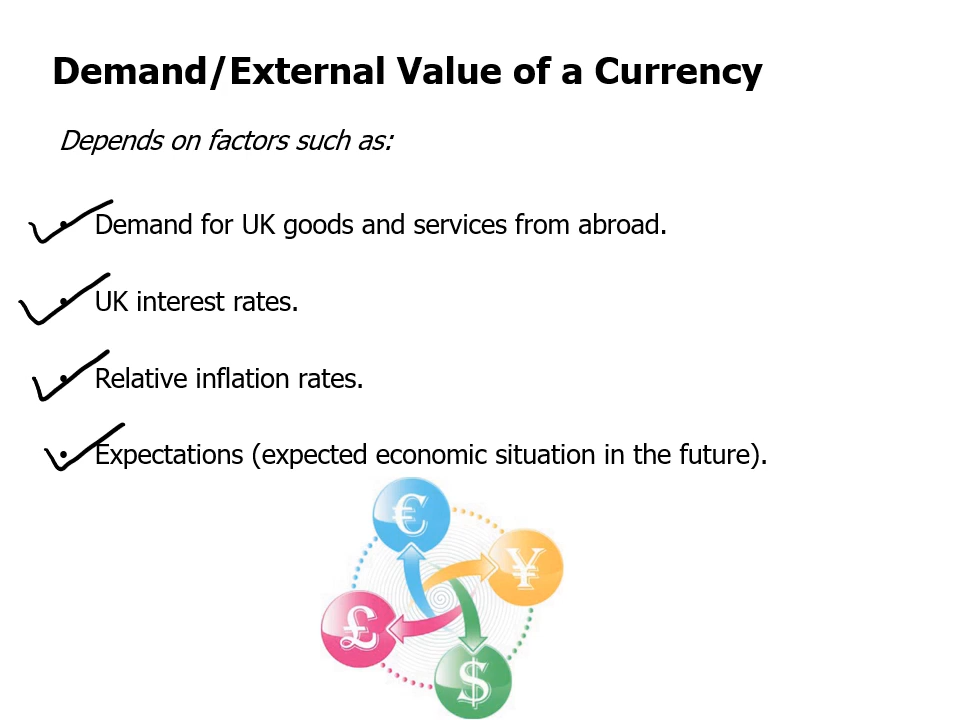 Demand/External Value of a Currency
Depends on factors such as:
• Demand for UK goods and services from abroad.
• UK interest rates.
• Relative inflation rates.
• Expectations (expected economic situation in the future).
€
¥
£
$